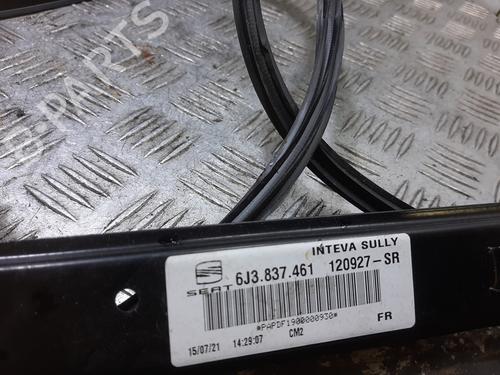 B-PARTS
INTEVA SULLY
SEAT 6J3.837.461 120927-SR
*PAPDF1900000930*
15/07/21 14:29:07 CM2 FR